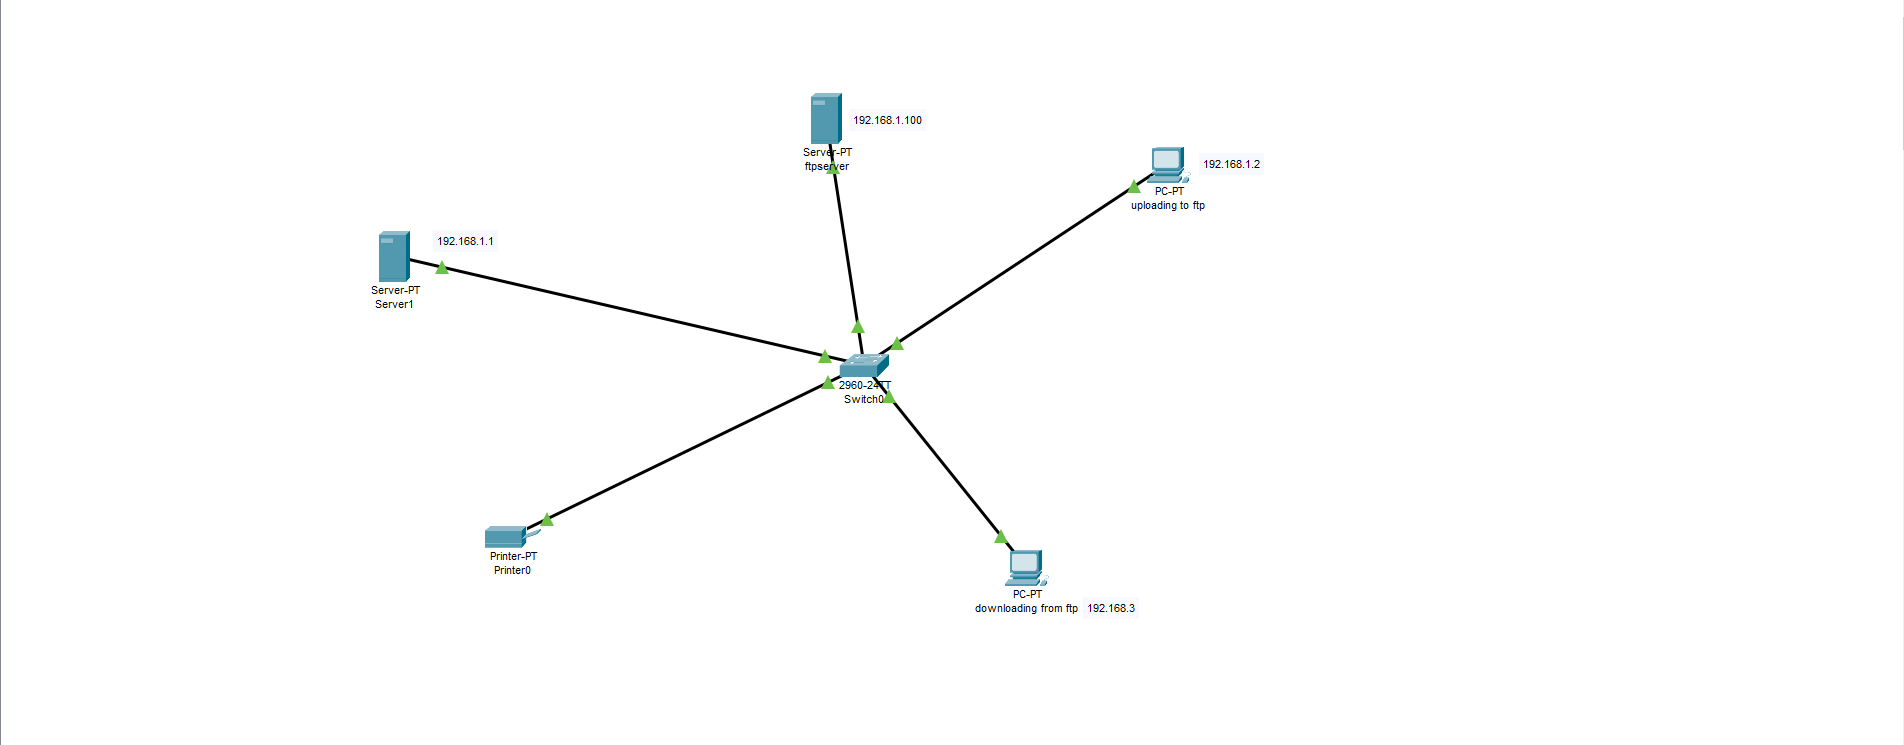 192.168.1.100
Server-PT
ftpserver
192.168.1.2
PC-PT
uploading to ftp
192.168.1.1
Server-PT
Server1
2960-24TT
Switch0
Printer-PT
Printer0
PC-PT
downloading from ftp
192.168.3